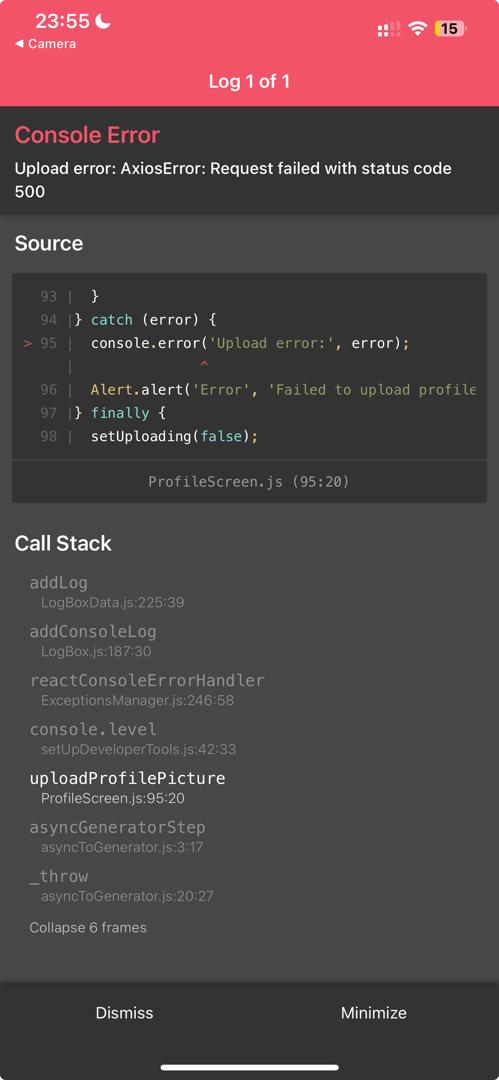 23:55
◀ Camera
15
Log 1 of 1
Console Error
Upload error: AxiosError: Request failed with status code
500
Source
93 |   }
94 |} catch (error) {
> 95 |   console.error('Upload error:', error);
|                 ^
96 |   Alert.alert('Error', 'Failed to upload profile
97 |} finally {
98 |   setUploading(false);
ProfileScreen.js (95:20)
Call Stack
addLog
LogBoxData.js:225:39
addConsoleLog
LogBox.js:187:30
reactConsoleErrorHandler
ExceptionsManager.js:246:58
console.level
setUpDeveloperTools.js:42:33
uploadProfilePicture
ProfileScreen.js:95:20
asyncGeneratorStep
asyncToGenerator.js:3:17
_throw
asyncToGenerator.js:20:27
Collapse 6 frames
Dismiss
Minimize